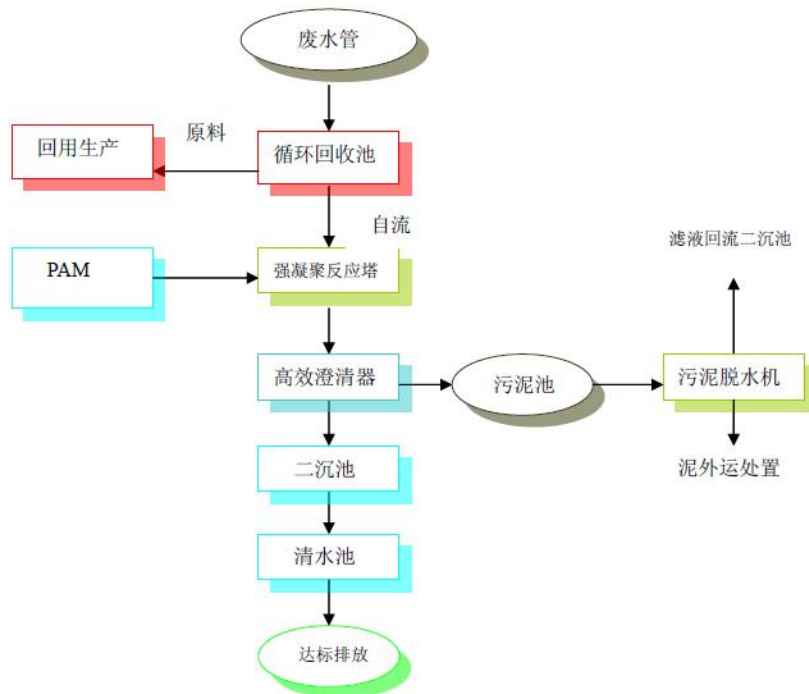 废水管
原料
回用生产
循环回收池
自流
滤液回流二沉池
PAM
强凝聚反应塔
高效澄清器
污泥池
污泥脱水机
二沉池
泥外运处置
清水池
达标排放